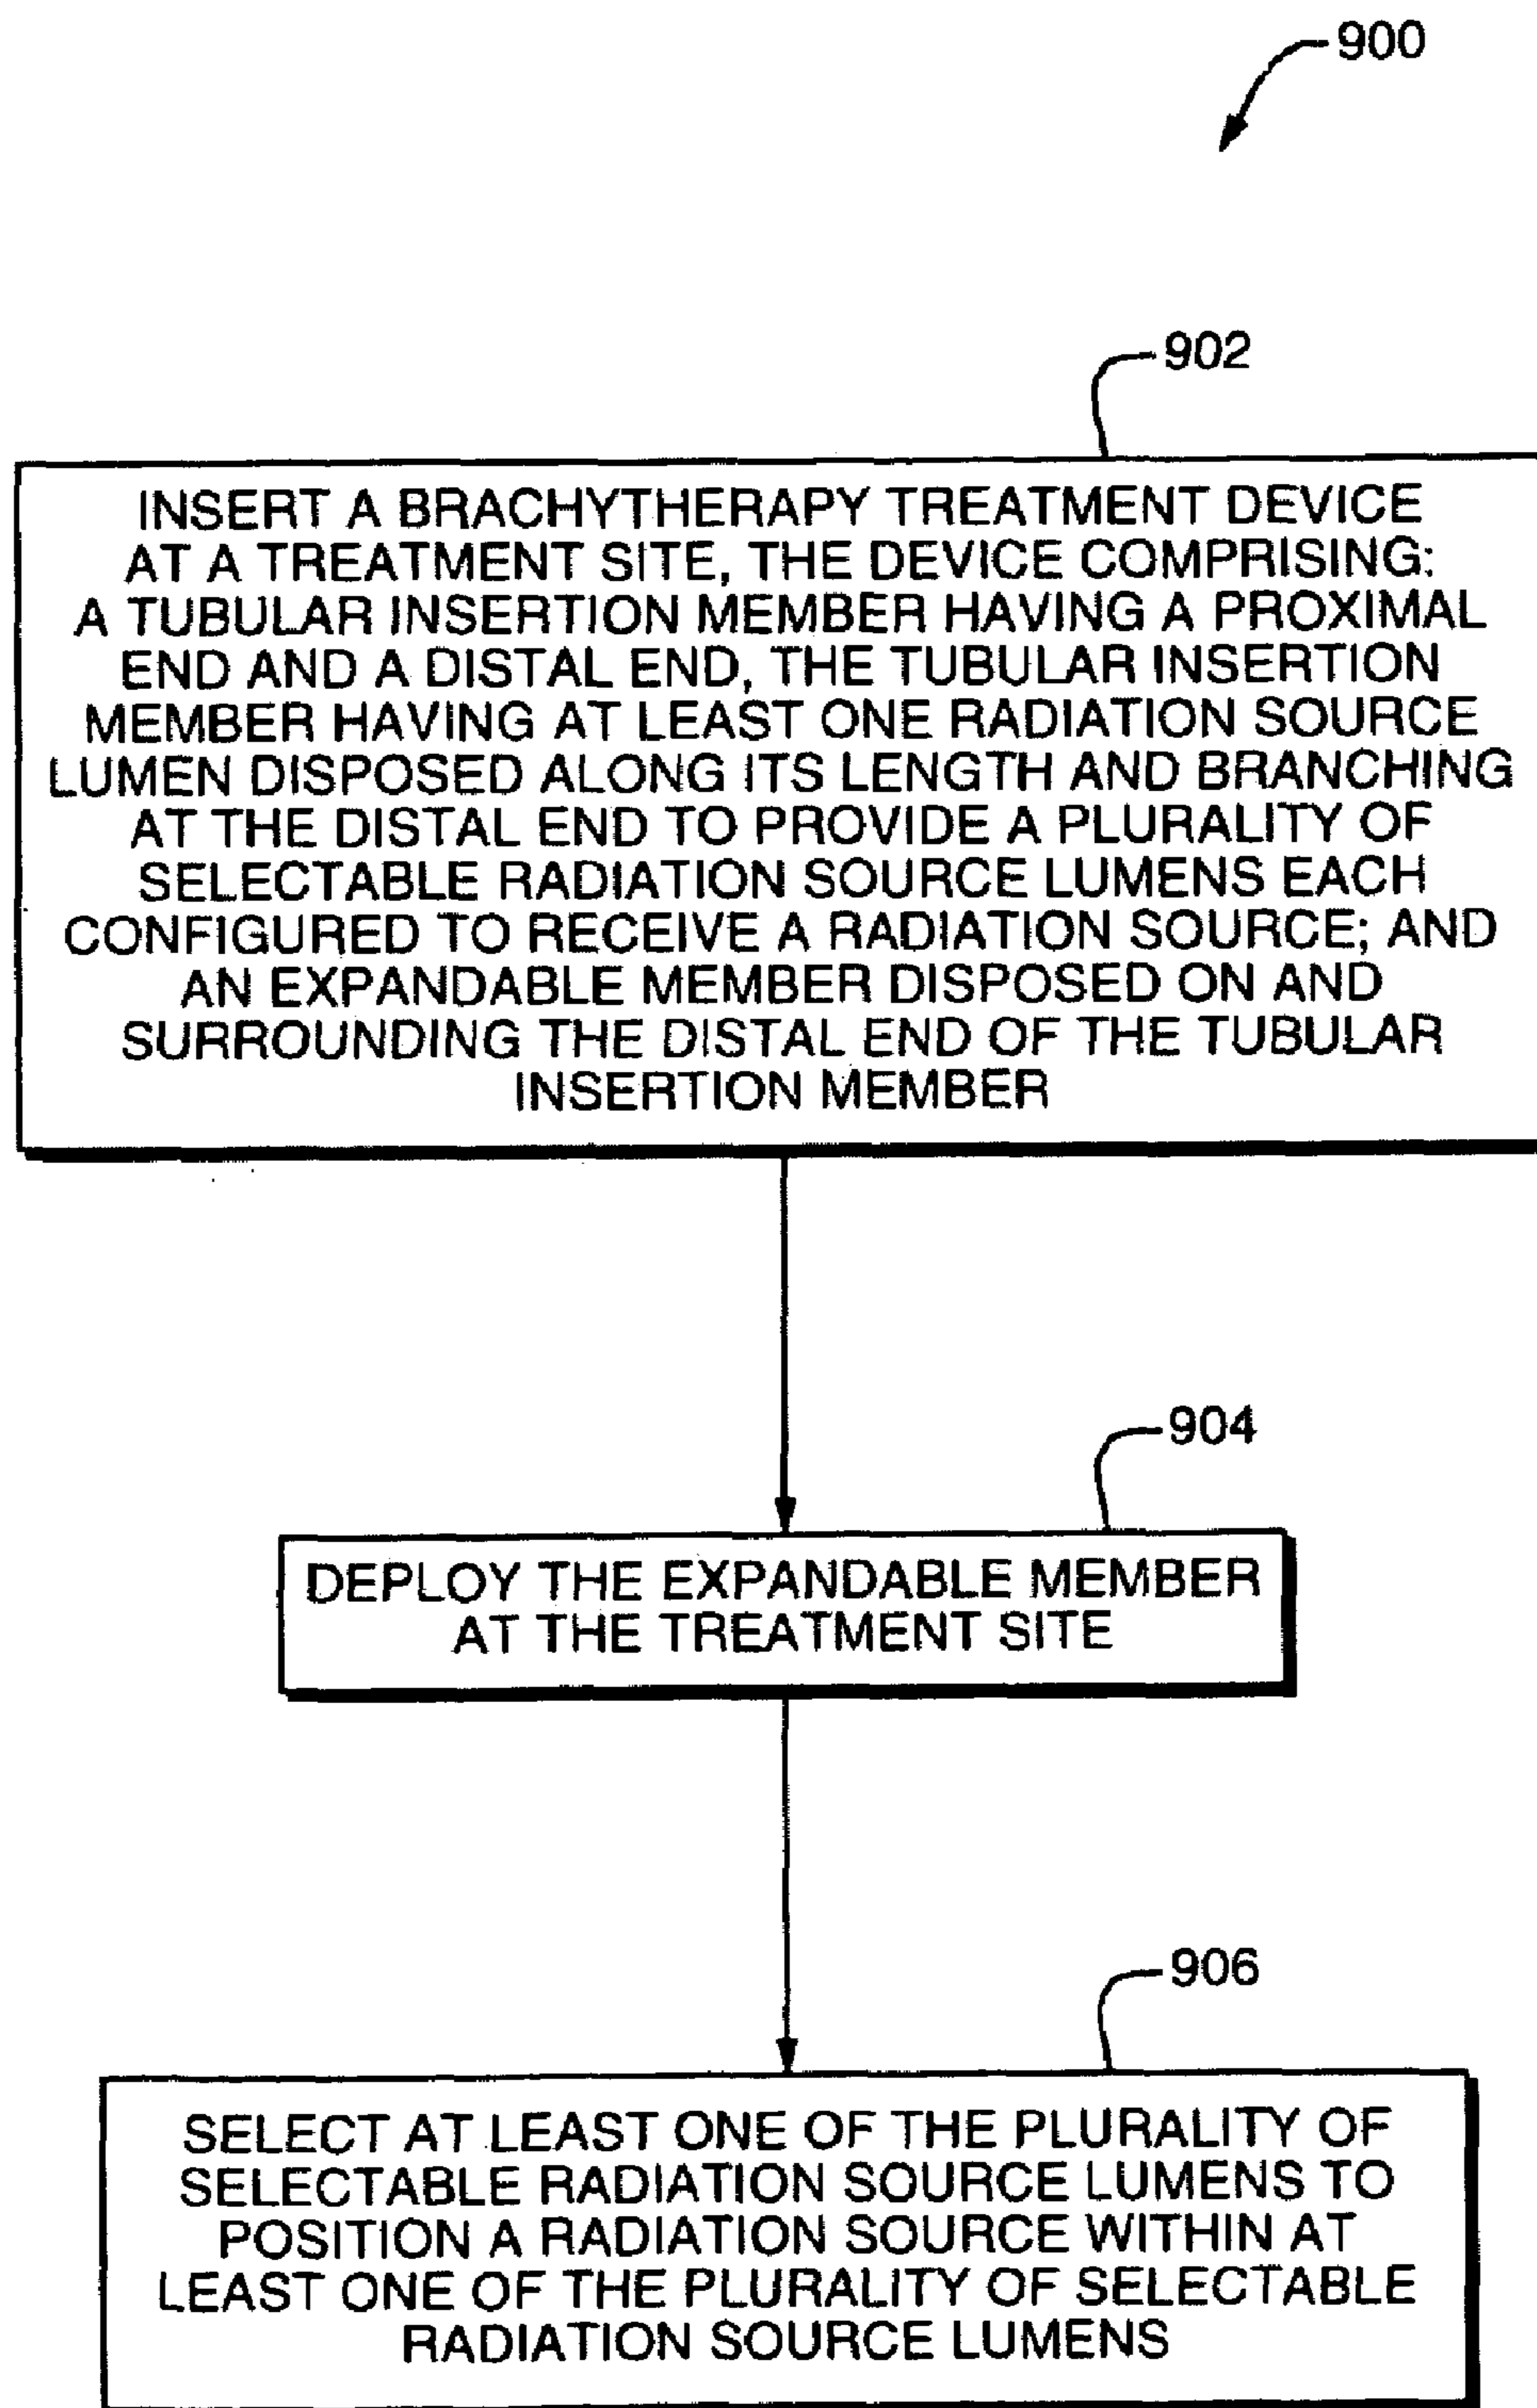 900
902
INSERT A BRACHYTHERAPY TREATMENT DEVICE
AT A TREATMENT SITE, THE DEVICE COMPRISING:
A TUBULAR INSERTION MEMBER HAVING A PROXIMAL
END AND A DISTAL END, THE TUBULAR INSERTION
MEMBER HAVING AT LEAST ONE RADIATION SOURCE
LUMEN DISPOSED ALONG ITS LENGTH AND BRANCHING
AT THE DISTAL END TO PROVIDE A PLURALITY OF
SELECTABLE RADIATION SOURCE LUMENS EACH
CONFIGURED TO RECEIVE A RADIATION SOURCE; AND
AN EXPANDABLE MEMBER DISPOSED ON AND
SURROUNDING THE DISTAL END OF THE TUBULAR
INSERTION MEMBER
904
DEPLOY THE EXPANDABLE MEMBER
AT THE TREATMENT SITE
906
SELECT AT LEAST ONE OF THE PLURALITY OF
SELECTABLE RADIATION SOURCE LUMENS TO
POSITION A RADIATION SOURCE WITHIN AT
LEAST ONE OF THE PLURALITY OF SELECTABLE
RADIATION SOURCE LUMENS